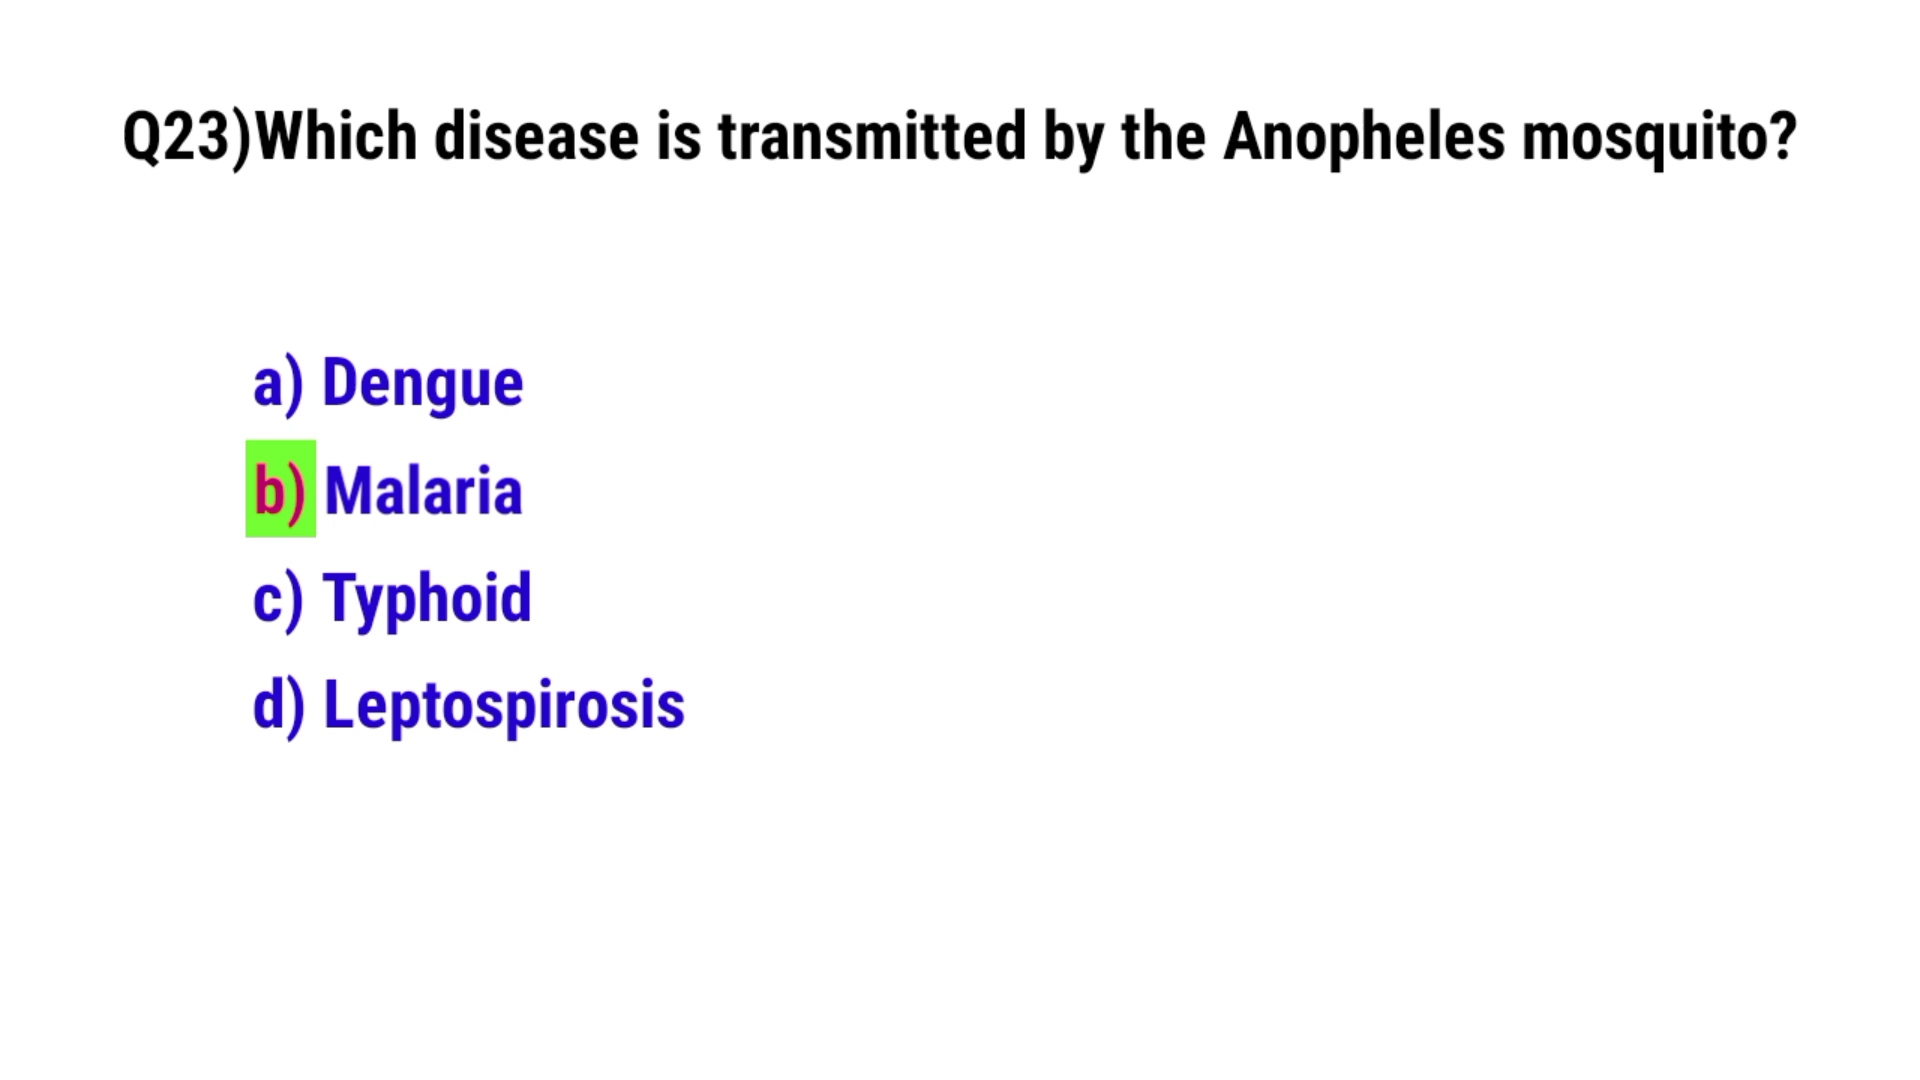 Q23)Which disease is transmitted by the Anopheles mosquito?
a) Dengue
b) Malaria
c) Typhoid
d) Leptospirosis